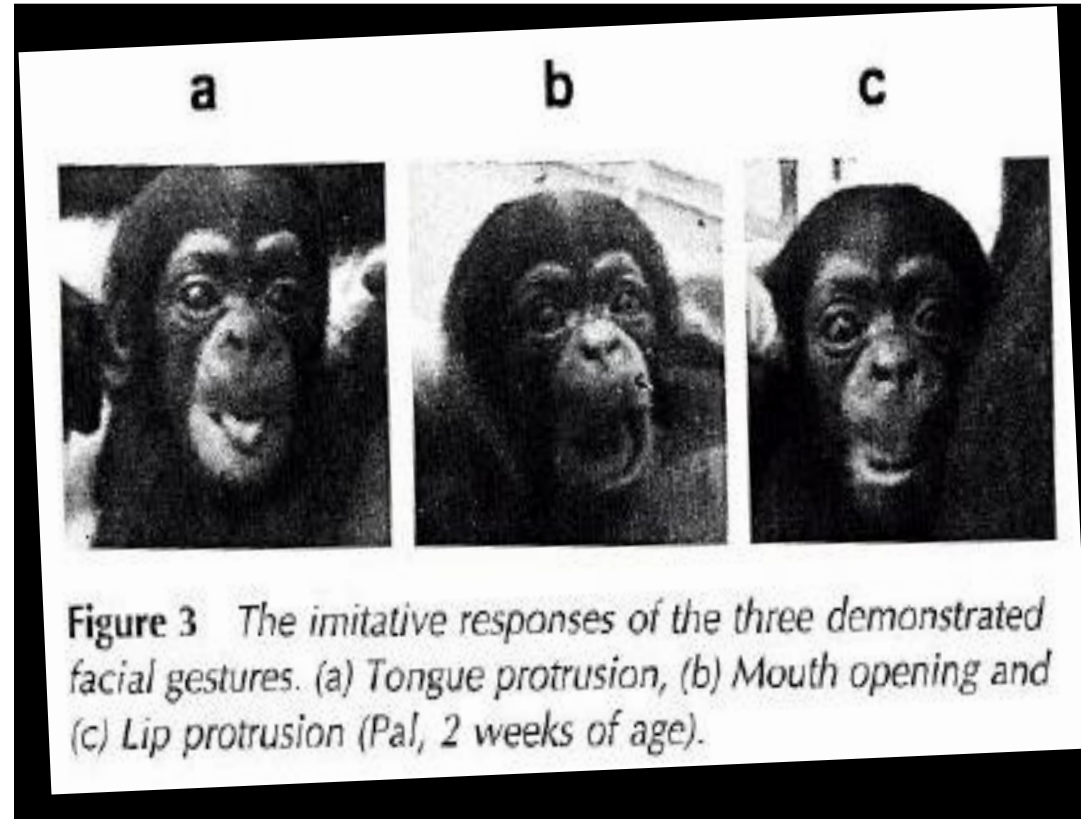 a b c
Figure 3 The imitative responses of the three demonstrated
facial gestures. (a) Tongue protrusion, (b) Mouth opening and
(c) Lip protrusion (Pal, 2 weeks of age).